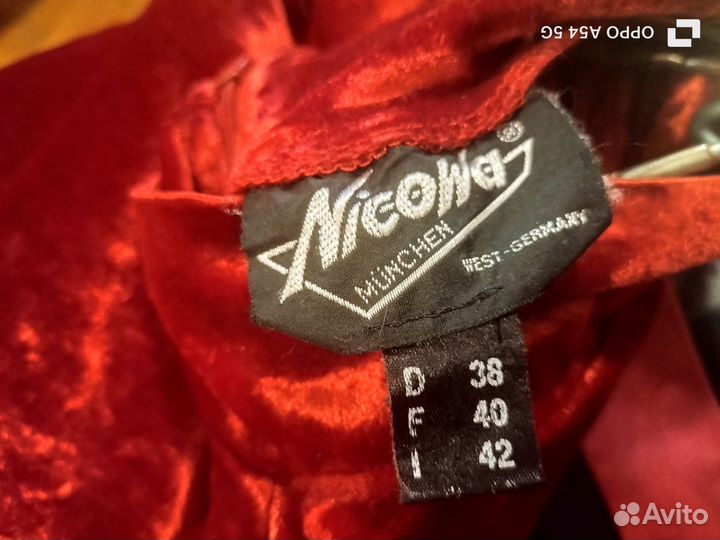 OPPO A54 5G
Nicowa®
MÜNCHEN
WEST-GERMANY
D 38
F 40
I 42
Avito